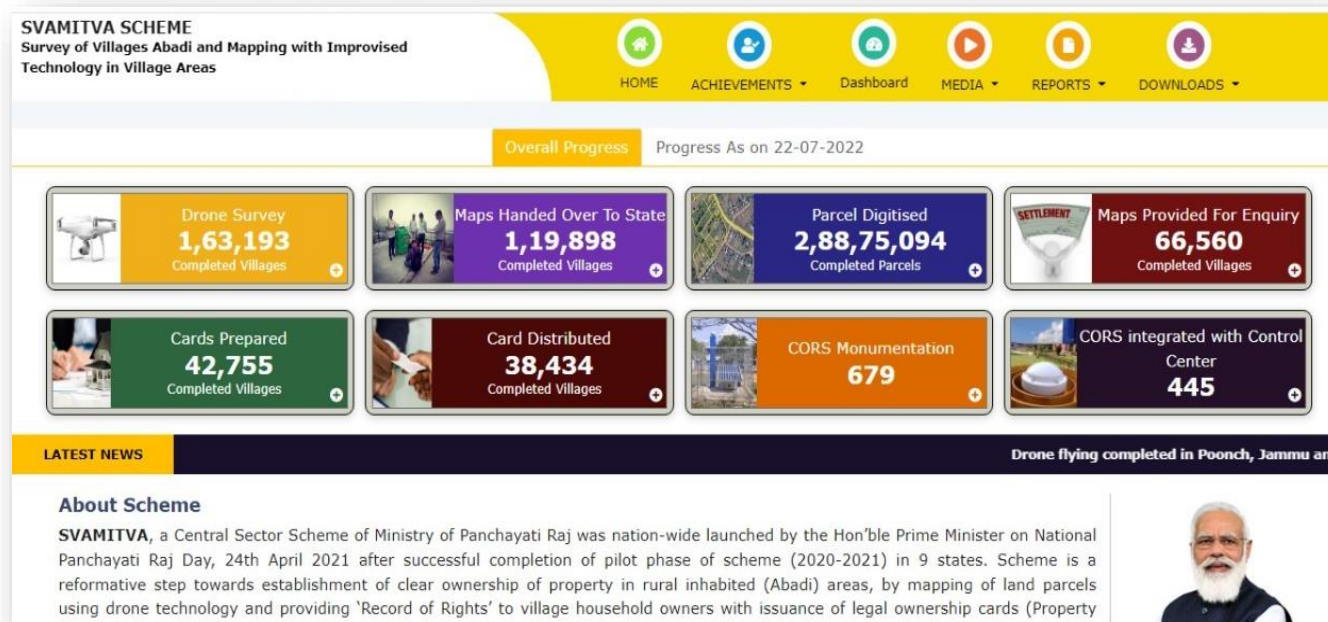 SVAMITVA SCHEME
Survey of Villages Abadi and Mapping with Improvised
Technology in Village Areas
HOME
ACHIEVEMENTS
Dashboard
MEDIA
REPORTS
DOWNLOADS
Overall Progress
Progress As on 22-07-2022
Drone Survey
1,63,193
Completed Villages
Maps Handed Over To State
1,19,898
Completed Villages
Parcel Digitised
2,88,75,094
Completed Parcels
SETTLEMENT
Maps Provided For Enquiry
66,560
Completed Villages
Cards Prepared
42,755
Completed Villages
Card Distributed
38,434
Completed Villages
CORS Monumentation
679
CORS integrated with Control
Center
445
LATEST NEWS
Drone flying completed in Poonch, Jammu an
About Scheme
SVAMITVA, a Central Sector Scheme of Ministry of Panchayati Raj was nation-wide launched by the Hon'ble Prime Minister on National
Panchayati Raj Day, 24th April 2021 after successful completion of pilot phase of scheme (2020-2021) in 9 states. Scheme is a
reformative step towards establishment of clear ownership of property in rural inhabited (Abadi) areas, by mapping of land parcels
using drone technology and providing 'Record of Rights' to village household owners with issuance of legal ownership cards (Property